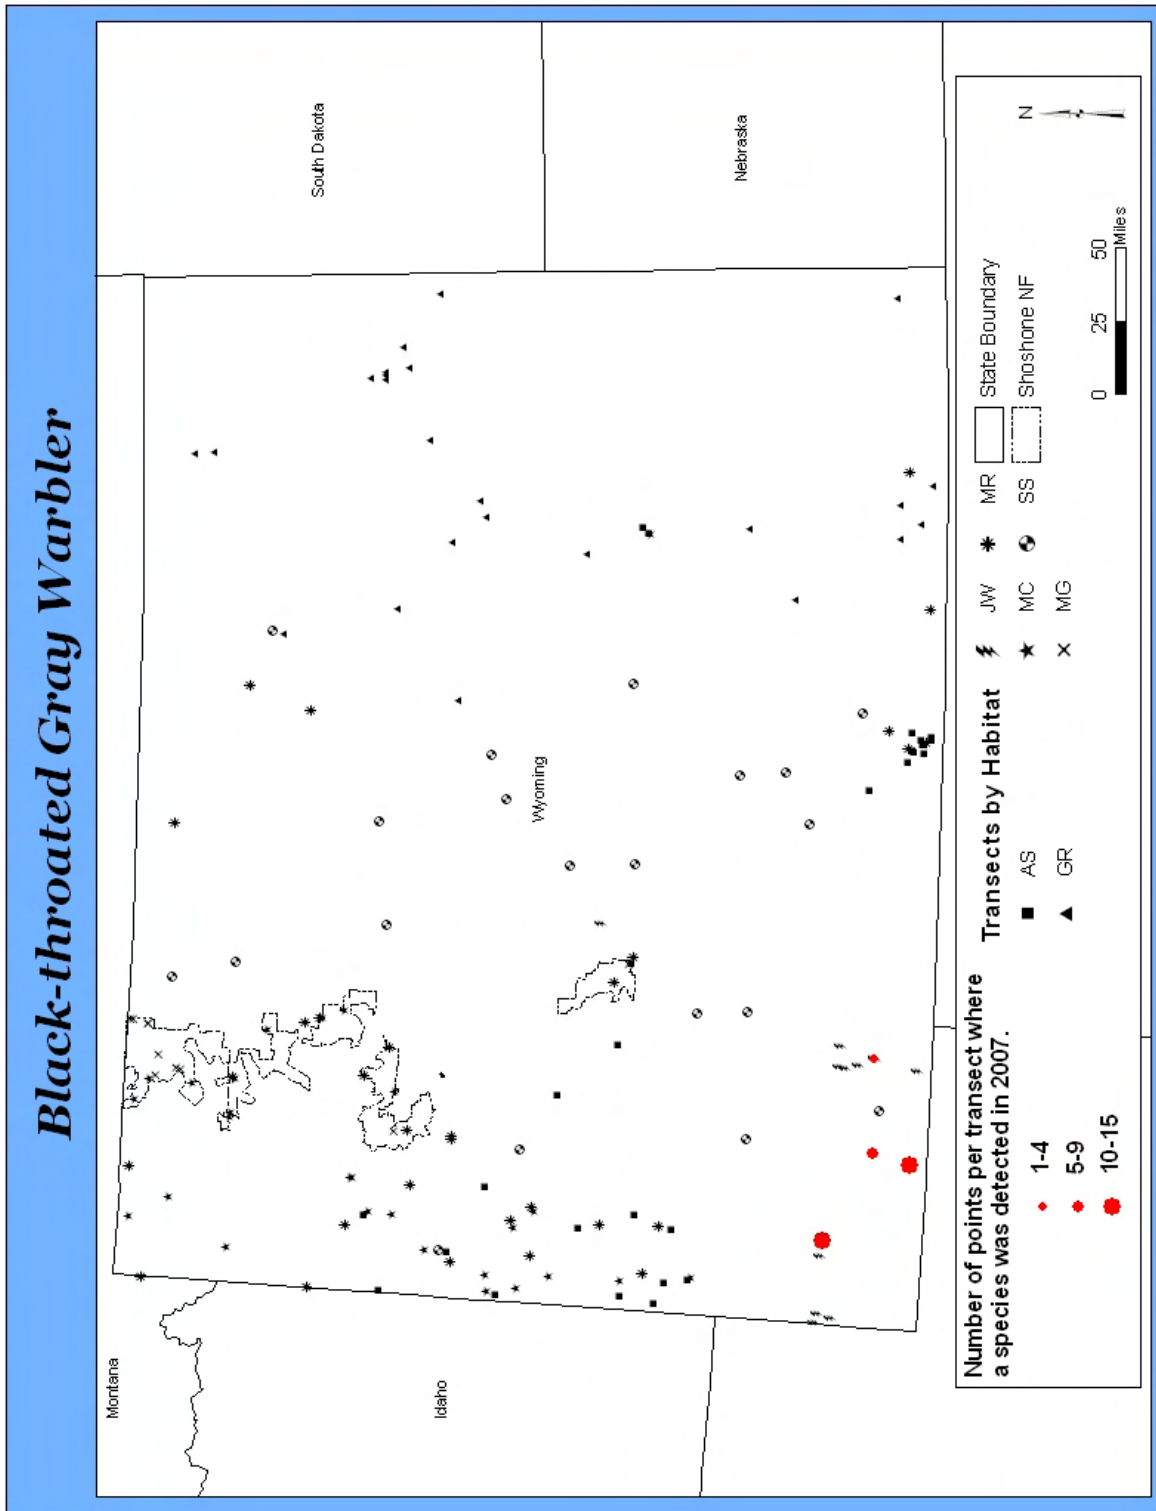 Black-throated Gray Warbler
Montana
South Dakota
Idaho
Wyoming
Nebraska
Number of points per transect where
a species was detected in 2007.
1-4
5-9
10-15
Transects by Habitat
AS
GR
JW
MC
MG
MR
SS
State Boundary
Shoshone NF
N
0 25 50
Miles